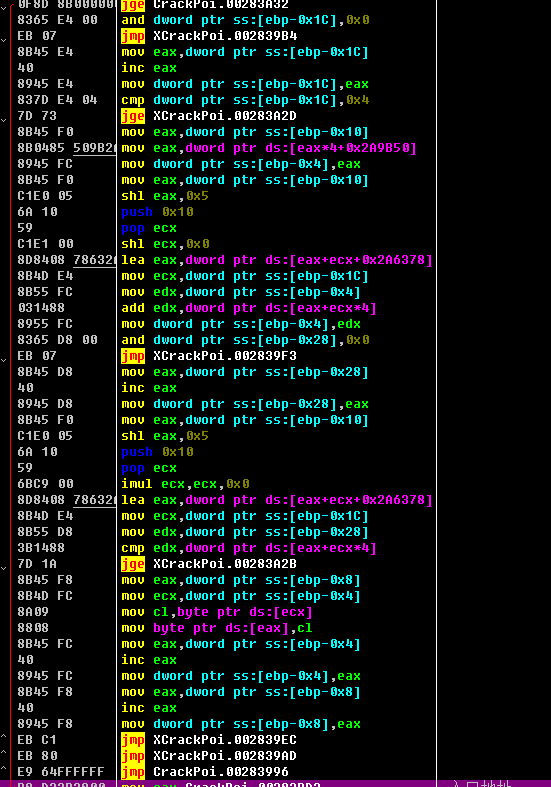 0F8D 8B00000 jge CrackPoi.00283A32
8365 E4 00 and dword ptr ss:[ebp-0x1C],0x0
EB 07 jmp XCrackPoi.002839B4
8B45 E4 mov eax,dword ptr ss:[ebp-0x1C]
40 inc eax
8945 E4 mov dword ptr ss:[ebp-0x1C],eax
837D E4 04 cmp dword ptr ss:[ebp-0x1C],0x4
7D 73 jge XCrackPoi.00283A2D
8B45 F0 mov eax,dword ptr ss:[ebp-0x10]
8B0485 509B2A mov eax,dword ptr ds:[eax*4+0x2A9B50]
8945 FC mov dword ptr ss:[ebp-0x4],eax
8B45 F0 mov eax,dword ptr ss:[ebp-0x10]
C1E0 05 shl eax,0x5
6A 10 push 0x10
59 pop ecx
C1E1 00 shl ecx,0x0
8D8408 78632 lea eax,dword ptr ds:[eax+ecx+0x2A6378]
8B4D E4 mov ecx,dword ptr ss:[ebp-0x1C]
8B55 FC mov edx,dword ptr ss:[ebp-0x4]
031488 add edx,dword ptr ds:[eax+ecx*4]
8955 FC mov dword ptr ss:[ebp-0x4],edx
8365 D8 00 and dword ptr ss:[ebp-0x28],0x0
EB 07 jmp XCrackPoi.002839F3
8B45 D8 mov eax,dword ptr ss:[ebp-0x28]
40 inc eax
8945 D8 mov dword ptr ss:[ebp-0x28],eax
8B45 F0 mov eax,dword ptr ss:[ebp-0x10]
C1E0 05 shl eax,0x5
6A 10 push 0x10
59 pop ecx
6BC9 00 imul ecx,ecx,0x0
8D8408 78632 lea eax,dword ptr ds:[eax+ecx+0x2A6378]
8B4D E4 mov ecx,dword ptr ss:[ebp-0x1C]
8B55 D8 mov edx,dword ptr ss:[ebp-0x28]
3B1488 cmp edx,dword ptr ds:[eax+ecx*4]
7D 1A jge XCrackPoi.00283A2B
8B45 F8 mov eax,dword ptr ss:[ebp-0x8]
8B4D FC mov ecx,dword ptr ss:[ebp-0x4]
8A09 mov cl,byte ptr ds:[ecx]
8808 mov byte ptr ds:[eax],cl
8B45 FC mov eax,dword ptr ss:[ebp-0x4]
40 inc eax
8945 FC mov dword ptr ss:[ebp-0x4],eax
8B45 F8 mov eax,dword ptr ss:[ebp-0x8]
40 inc eax
8945 F8 mov dword ptr ss:[ebp-0x8],eax
EB C1 jmp XCrackPoi.002839EC
EB 80 jmp XCrackPoi.002839AD
E9 64FFFFFF jmp CrackPoi.00283996